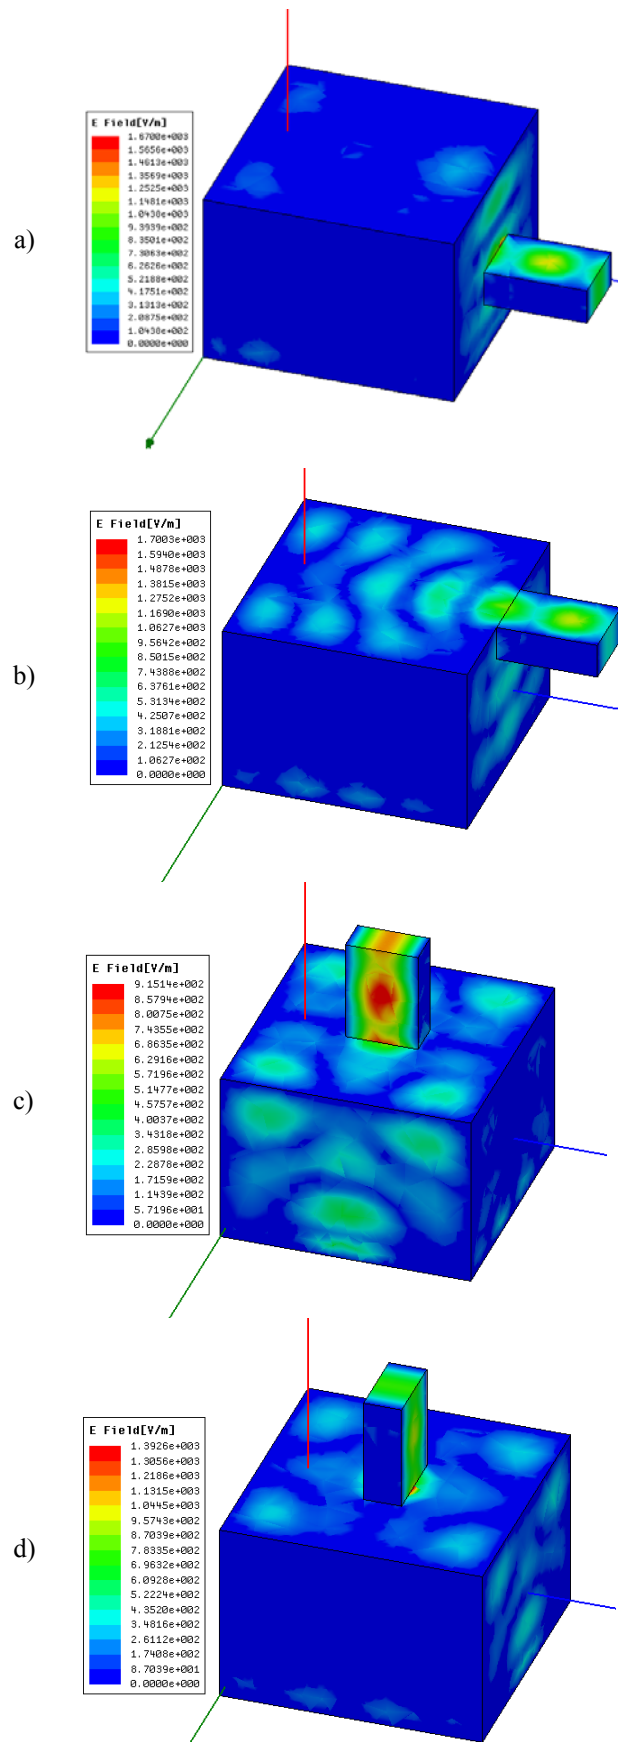 E Field[V/m]
1.6700e+003
1.5656e+003
1.4613e+003
1.3569e+003
1.2525e+003
1.1481e+003
1.0438e+003
9.3939e+002
8.3501e+002
7.3063e+002
6.2626e+002
5.2188e+002
4.1751e+002
3.1313e+002
2.0875e+002
1.0438e+002
0.0000e+000
a)
E Field[V/m]
1.7003e+003
1.5940e+003
1.4878e+003
1.3815e+003
1.2752e+003
1.1690e+003
1.0627e+003
9.5642e+002
8.5015e+002
7.4388e+002
6.3761e+002
5.3134e+002
4.2507e+002
3.1881e+002
2.1254e+002
1.0627e+002
0.0000e+000
b)
E Field[V/m]
9.1514e+002
8.5794e+002
8.0075e+002
7.4355e+002
6.8635e+002
6.2916e+002
5.7196e+002
5.1477e+002
4.5757e+002
4.0037e+002
3.4318e+002
2.8598e+002
2.2878e+002
1.7159e+002
1.1439e+002
5.7196e+001
0.0000e+000
c)
E Field[V/m]
1.3926e+003
1.3056e+003
1.2186e+003
1.1315e+003
1.0445e+003
9.5743e+002
8.7039e+002
7.8335e+002
6.9632e+002
6.0928e+002
5.2224e+002
4.3520e+002
3.4816e+002
2.6112e+002
1.7408e+002
8.7039e+001
0.0000e+000
d)